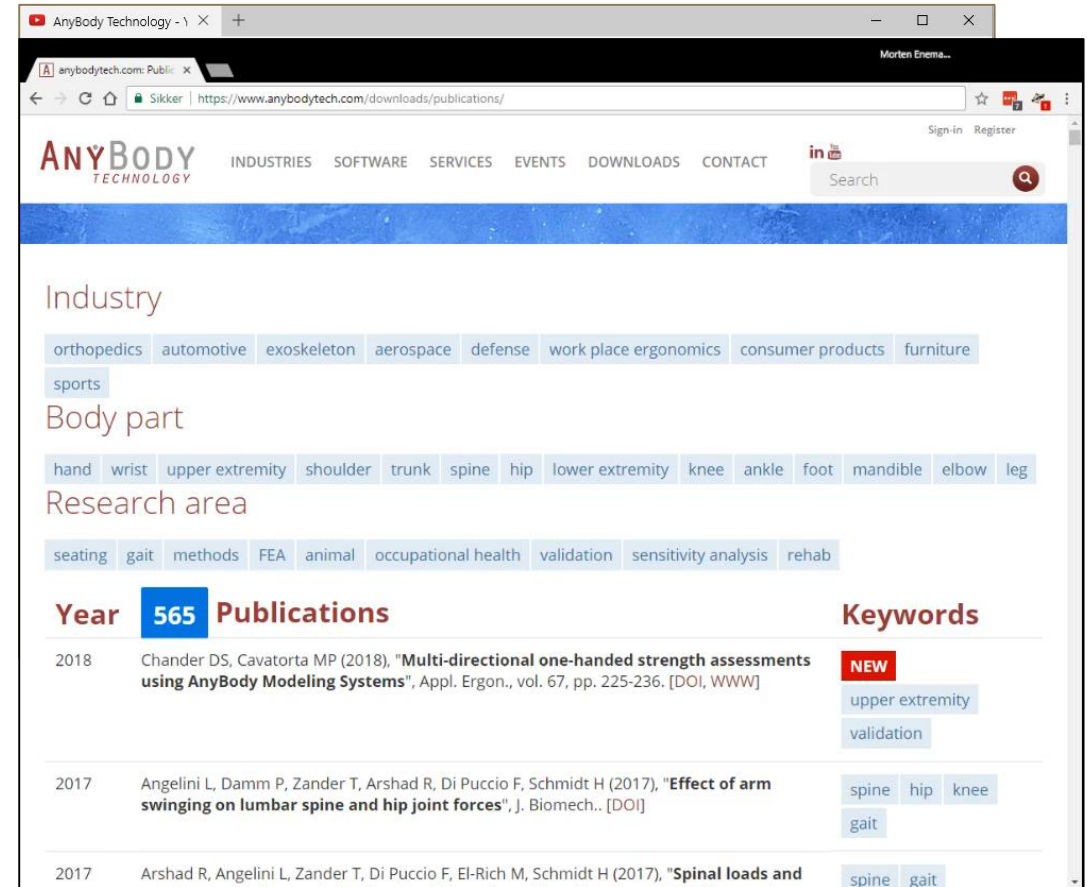 AnyBody Technology - Y
Morten Enema...
anybodytech.com: Public
Sikker | https://www.anybodytech.com/downloads/publications/
7
1
Sign-in Register
ANYBODY
TECHNOLOGY
INDUSTRIES SOFTWARE SERVICES EVENTS DOWNLOADS CONTACT
in You Tube
Search
Industry
orthopedics automotive exoskeleton aerospace defense work place ergonomics consumer products furniture
sports
Body part
hand wrist upper extremity shoulder trunk spine hip lower extremity knee ankle foot mandible elbow leg
Research area
seating gait methods FEA animal occupational health validation sensitivity analysis rehab
Year 565 Publications Keywords
2018 Chander DS, Cavatorta MP (2018), "Multi-directional one-handed strength assessments
using AnyBody Modeling Systems", Appl. Ergon., vol. 67, pp. 225-236. [DOI, WWW]
NEW
upper extremity
validation
2017 Angelini L, Damm P, Zander T, Arshad R, Di Puccio F, Schmidt H (2017), "Effect of arm
swinging on lumbar spine and hip joint forces", J. Biomech.. [DOI]
spine hip knee
gait
2017 Arshad R, Angelini L, Zander T, Di Puccio F, El-Rich M, Schmidt H (2017), "Spinal loads and
spine gait